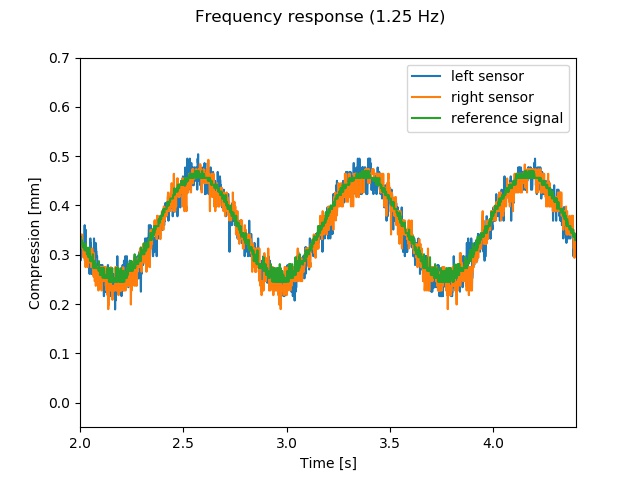 Frequency response (1.25 Hz)
left sensor
right sensor
reference signal
0.7
0.6
0.5
0.4
0.3
0.2
0.1
0.0
Compression [mm]
2.0 2.5 3.0 3.5 4.0
Time [s]